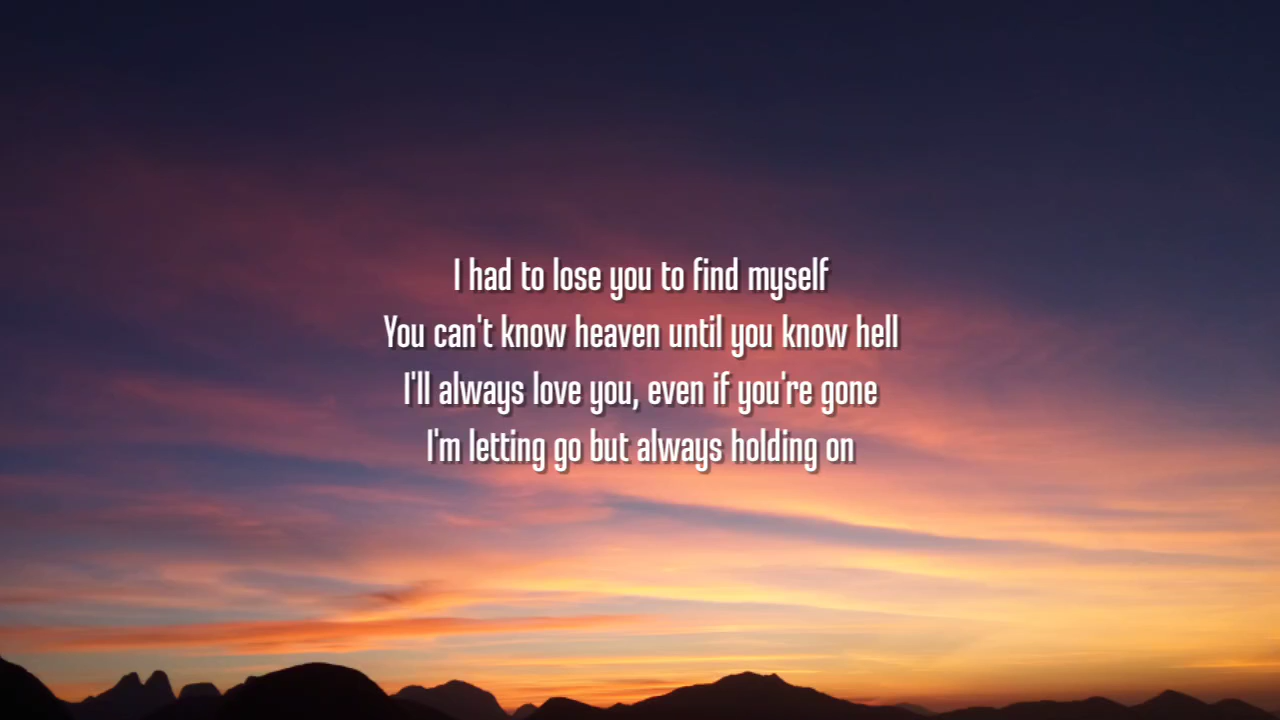 I had to lose you to find myself
You can't know heaven until you know hell
I'll always love you, even if you're gone
I'm letting go but always holding on